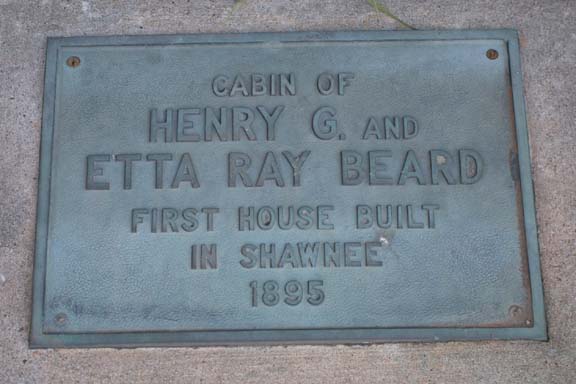 CABIN OF
HENRY G. AND
ETTA RAY BEARD
FIRST HOUSE BUILT
IN SHAWNEE
1895